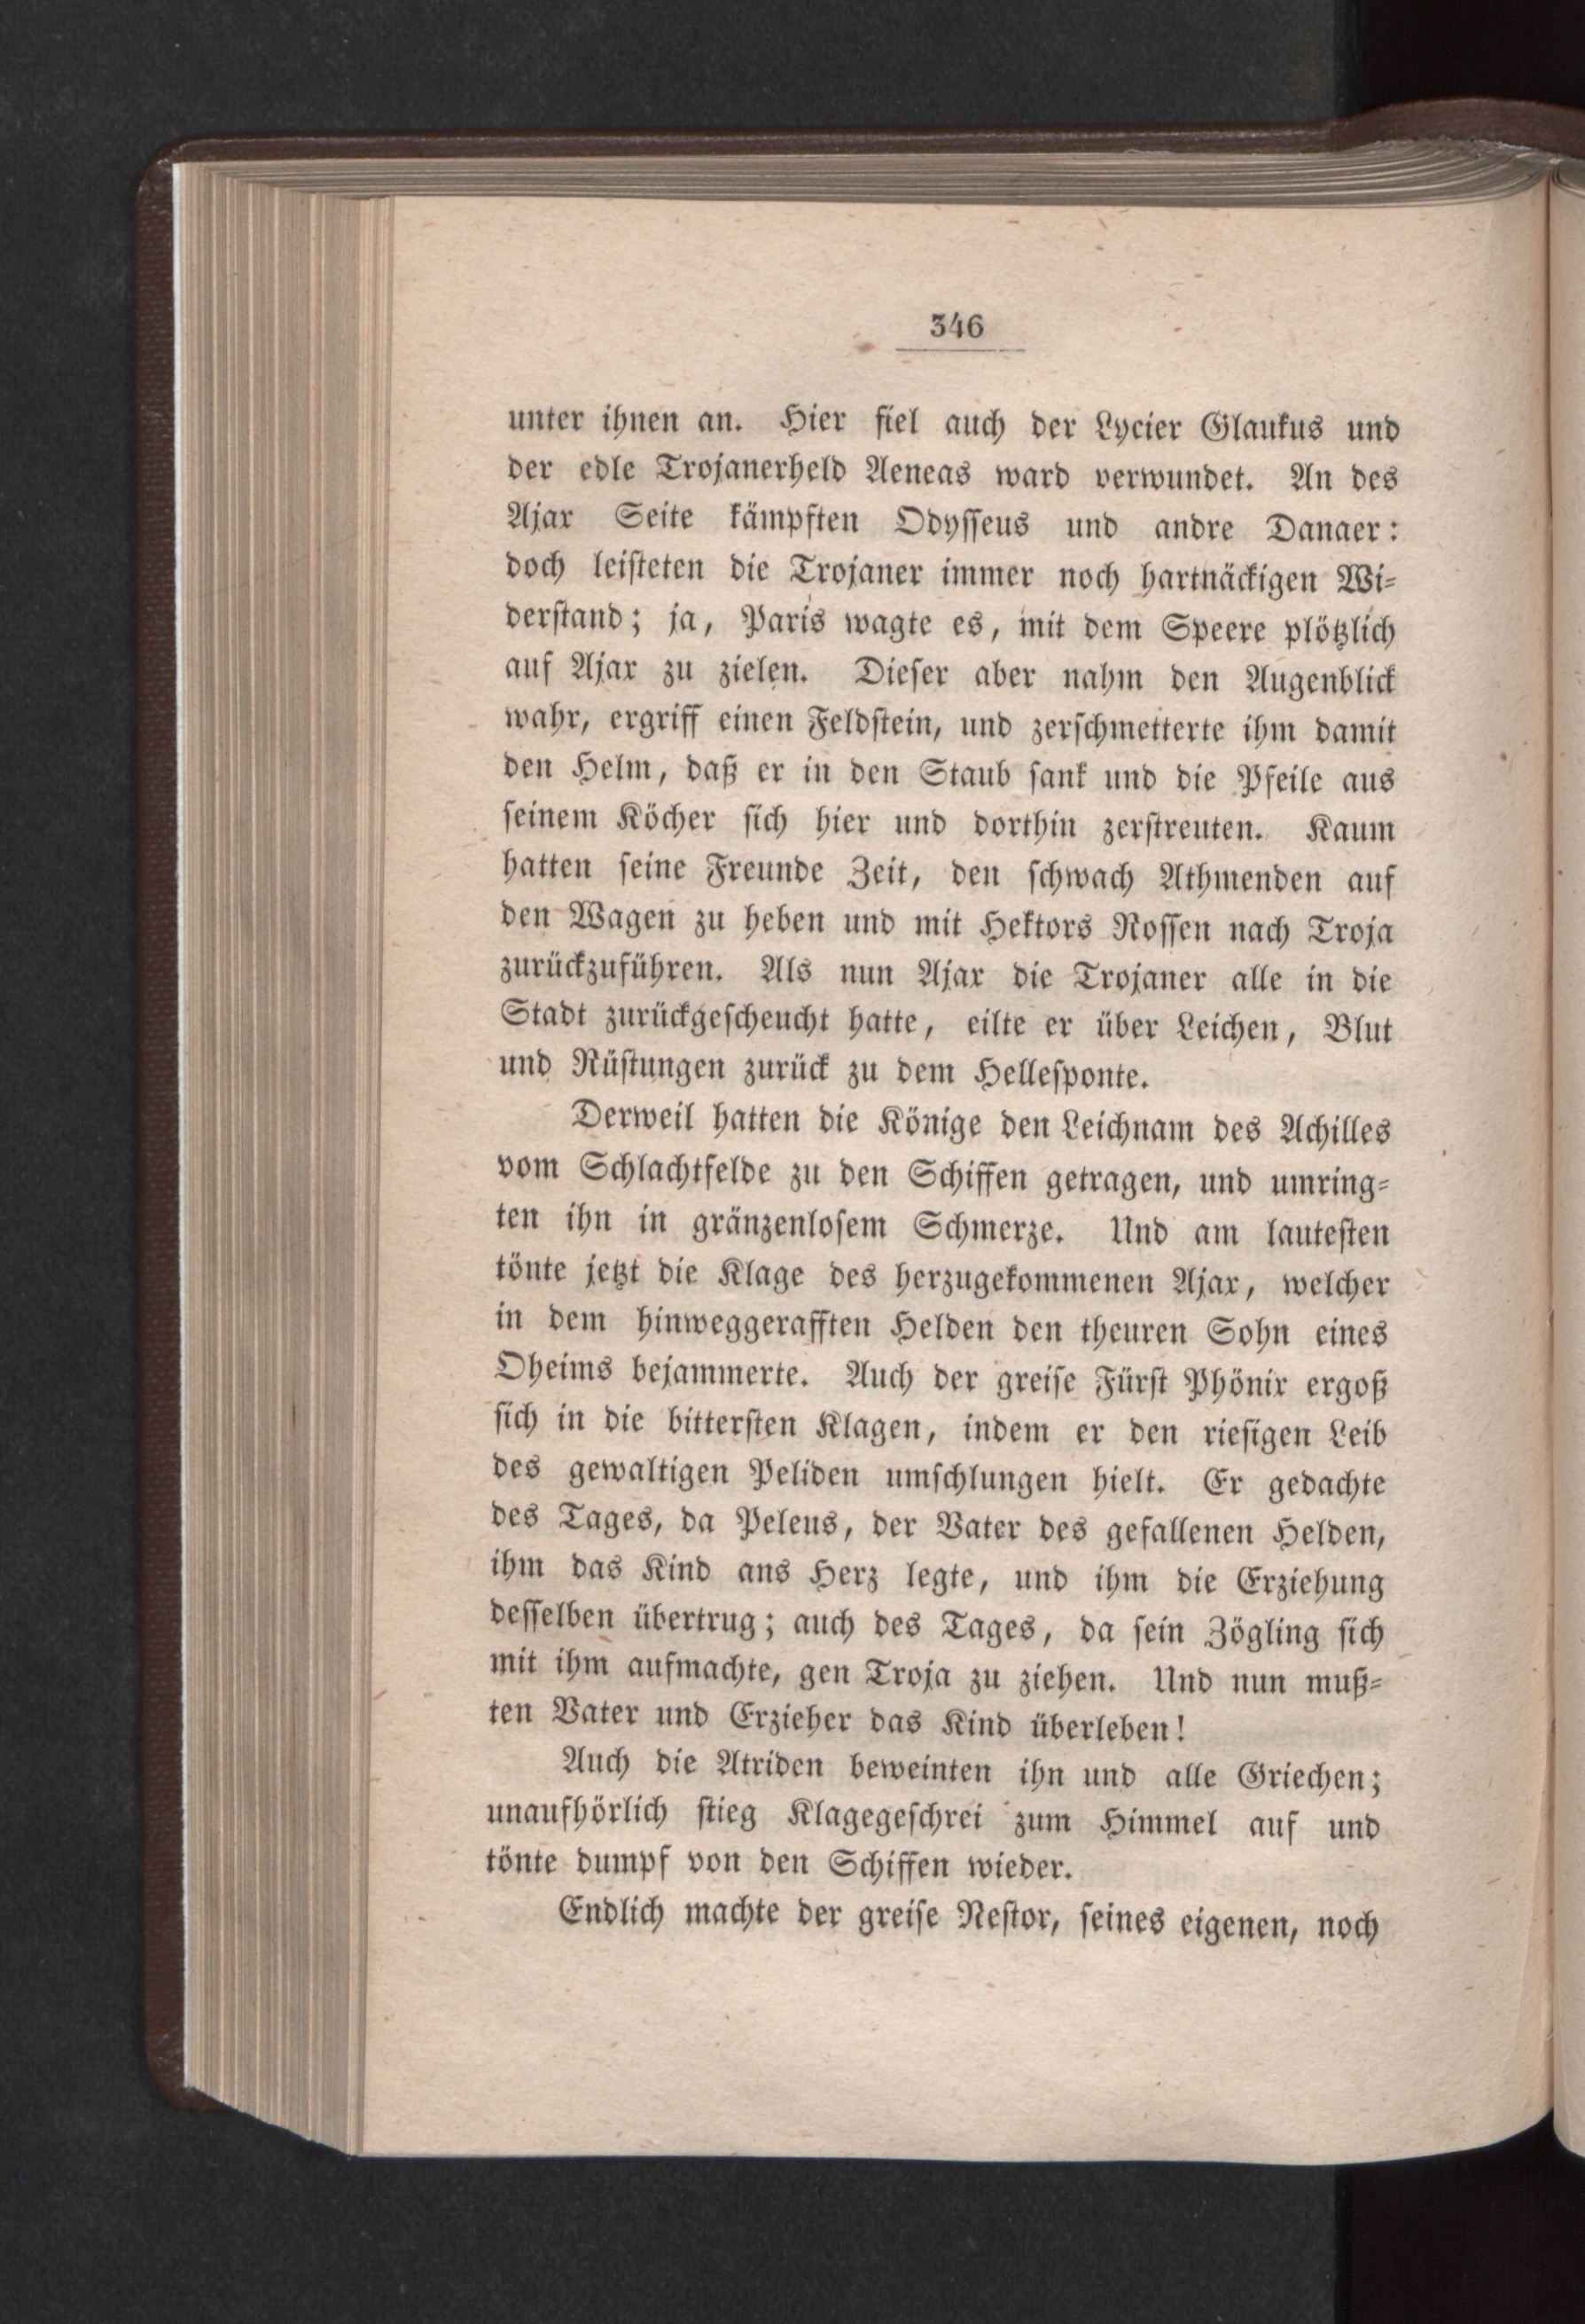 346
unter ihnen an. Hier fiel auch der Lycier Glaukus und
der edle Trojanerheld Aeneas ward verwundet. An des
Ajax Seite kämpften Odysseus und andre Danaer:
doch leisteten die Trojaner immer noch hartnäckigen Wi-
derstand; ja, Paris wagte es, mit dem Speere plötzlich
auf Ajax zu zielen. Dieser aber nahm den Augenblick
wahr, ergriff einen Feldstein, und zerschmetterte ihm damit
den Helm, daß er in den Staub sank und die Pfeile aus
seinem Köcher sich hier und dorthin zerstreuten. Kaum
hatten seine Freunde Zeit, den schwach Athmenden auf
den Wagen zu heben und mit Hektors Rossen nach Troja
zurückzuführen. Als nun Ajax die Trojaner alle in die
Stadt zurückgescheucht hatte, eilte er über Leichen, Blut
und Rüstungen zurück zu dem Hellesponte.
Derweil hatten die Könige den Leichnam des Achilles
vom Schlachtfelde zu den Schiffen getragen, und umring-
ten ihn in gränzenlosem Schmerze. Und am lautesten
tönte jetzt die Klage des herzugekommenen Ajax, welcher
in dem hinweggerafften Helden den theuren Sohn eines
Oheims bejammerte. Auch der greise Fürst Phönix ergoß
sich in die bittersten Klagen, indem er den riesigen Leib
des gewaltigen Peliden umschlungen hielt. Er gedachte
des Tages, da Peleus, der Vater des gefallenen Helden,
ihm das Kind ans Herz legte, und ihm die Erziehung
desselben übertrug; auch des Tages, da sein Zögling sich
mit ihm aufmachte, gen Troja zu ziehen. Und nun muß-
ten Vater und Erzieher das Kind überleben!
Auch die Atriden beweinten ihn und alle Griechen;
unaufhörlich stieg Klagegeschrei zum Himmel auf und
tönte dumpf von den Schiffen wieder.
Endlich machte der greise Nestor, seines eigenen, noch